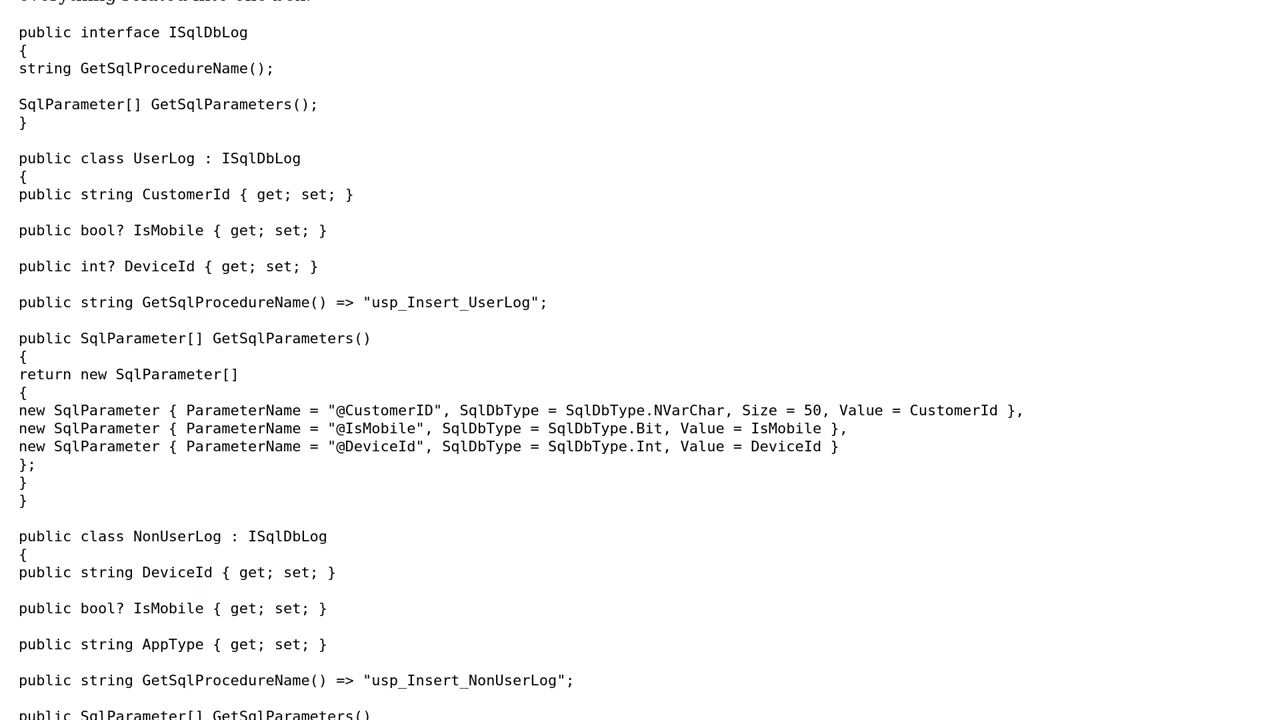 public interface ISqlDbLog
{
string GetSqlProcedureName();
SqlParameter[] GetSqlParameters();
}
public class UserLog : ISqlDbLog
{
public string CustomerId { get; set; }
public bool? IsMobile { get; set; }
public int? DeviceId { get; set; }
public string GetSqlProcedureName() => "usp_Insert_UserLog";
public SqlParameter[] GetSqlParameters()
{
return new SqlParameter[]
{
new SqlParameter { ParameterName = "@CustomerID", SqlDbType = SqlDbType.NVarChar, Size = 50, Value = CustomerId },
new SqlParameter { ParameterName = "@IsMobile", SqlDbType = SqlDbType.Bit, Value = IsMobile },
new SqlParameter { ParameterName = "@DeviceId", SqlDbType = SqlDbType.Int, Value = DeviceId }
};
}
}
public class NonUserLog : ISqlDbLog
{
public string DeviceId { get; set; }
public bool? IsMobile { get; set; }
public string AppType { get; set; }
public string GetSqlProcedureName() => "usp_Insert_NonUserLog";
public SqlParameter[] GetSqlParameters()